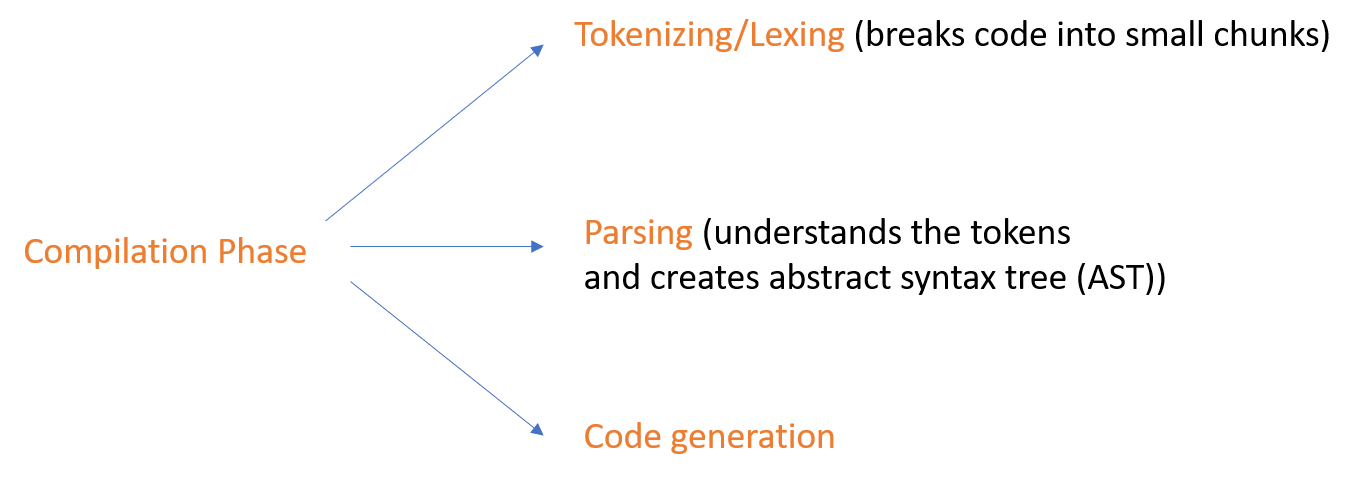 Tokenizing/Lexing (breaks code into small chunks)
Compilation Phase
Parsing (understands the tokens
and creates abstract syntax tree (AST))
Code generation